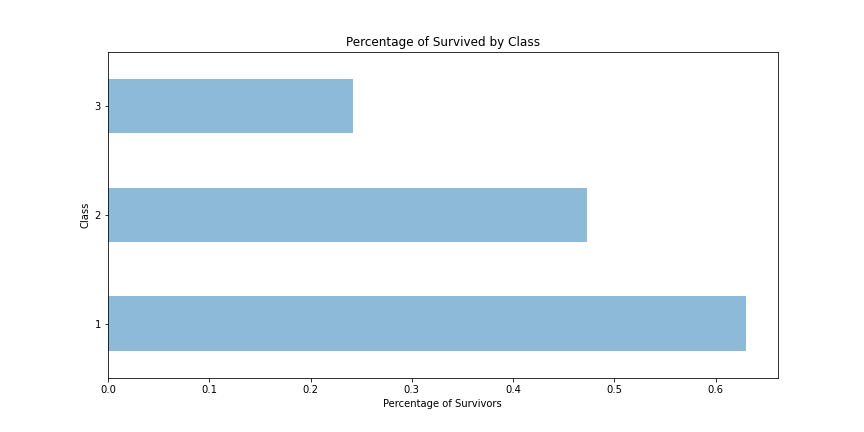 Percentage of Survived by Class
3
2
1
Class
0.0 0.1 0.2 0.3 0.4 0.5 0.6
Percentage of Survivors